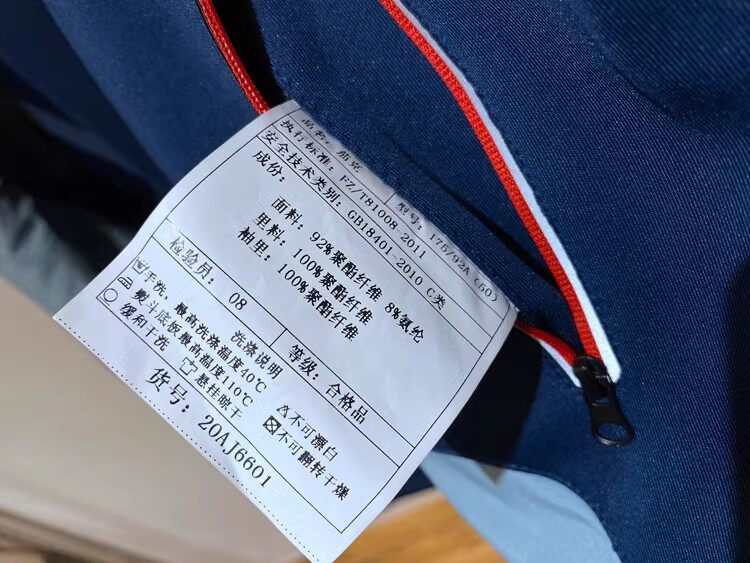 品名：茄克 型号：175/92A (50)
执行标准：FZ/T81008-2011
安全技术类别：GB18401-2010 C类
成份：
面料：92%聚酯纤维 8%氨纶
里料：100%聚酯纤维
袖里：100%聚酯纤维
检验员：08 等级：合格品
洗涤说明
手洗，最高洗涤温度40℃ 不可漂白
熨斗底板最高温度110℃ 不可翻转干燥
缓和干洗 悬挂晾干
货号：20AJ6601